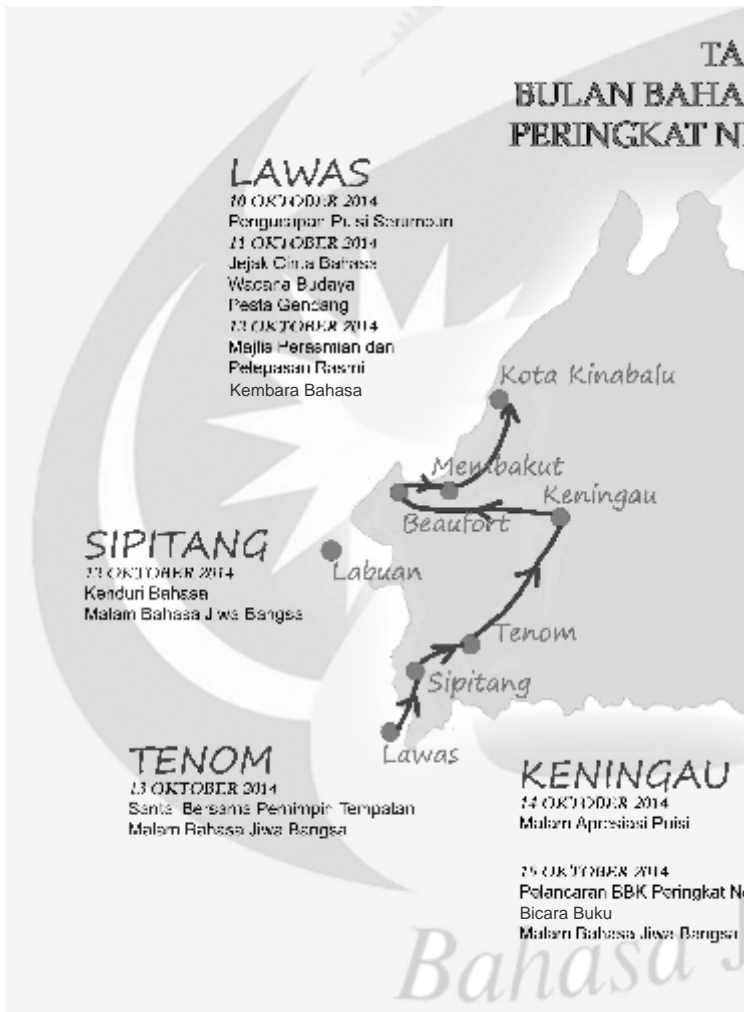 TA
BULAN BAHA
PERINGKAT N
LAWAS
10 OKTOBER 2014
Pengucapan Puisi Serumpun
11 OKTOBER 2014
Jejak Cinta Bahasa
Wacana Budaya
Pesta Gendang
12 OKTOBER 2014
Majlis Perasmian dan
Pelepasan Rasmi
Kembara Bahasa
Kota Kinabalu
Membakut
Keningau
Beaufort
SIPITANG
OKTOBER 2014
Kenduri Bahasa
Malam Bahasa Jiwa Bangsa
Labuan
Tenom
Sipitang
Lawas
TENOM
13 OKTOBER 2014
Santai Bersama Pemimpin Tempatan
Malam Bahasa Jiwa Bangsa
KENINGAU
14 OKTOBER 2014
Malam Apresiasi Puisi
15 OKTOBER 2014
Pelancaran BBK Peringkat Ne
Bicara Buku
Malam Bahasa Jiwa Bangsa
Bahasa J